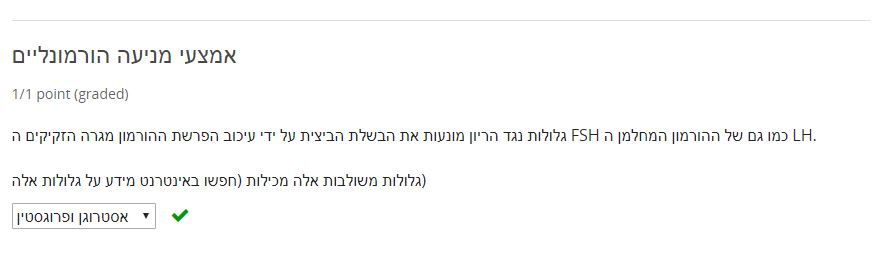 אמצעי מניעה הורמונליים
1/1 point (graded)
גלולות נגד הריון מונעות את הבשלת הביצית על ידי עיכוב הפרשת ההורמון מגרה הזקיקים ה FSH כמו גם של ההורמון המחלמן ה LH.
גלולות משולבות אלה מכילות (חפשו באינטרנט מידע על גלולות אלה)
אסטרוגן ופרוגסטין